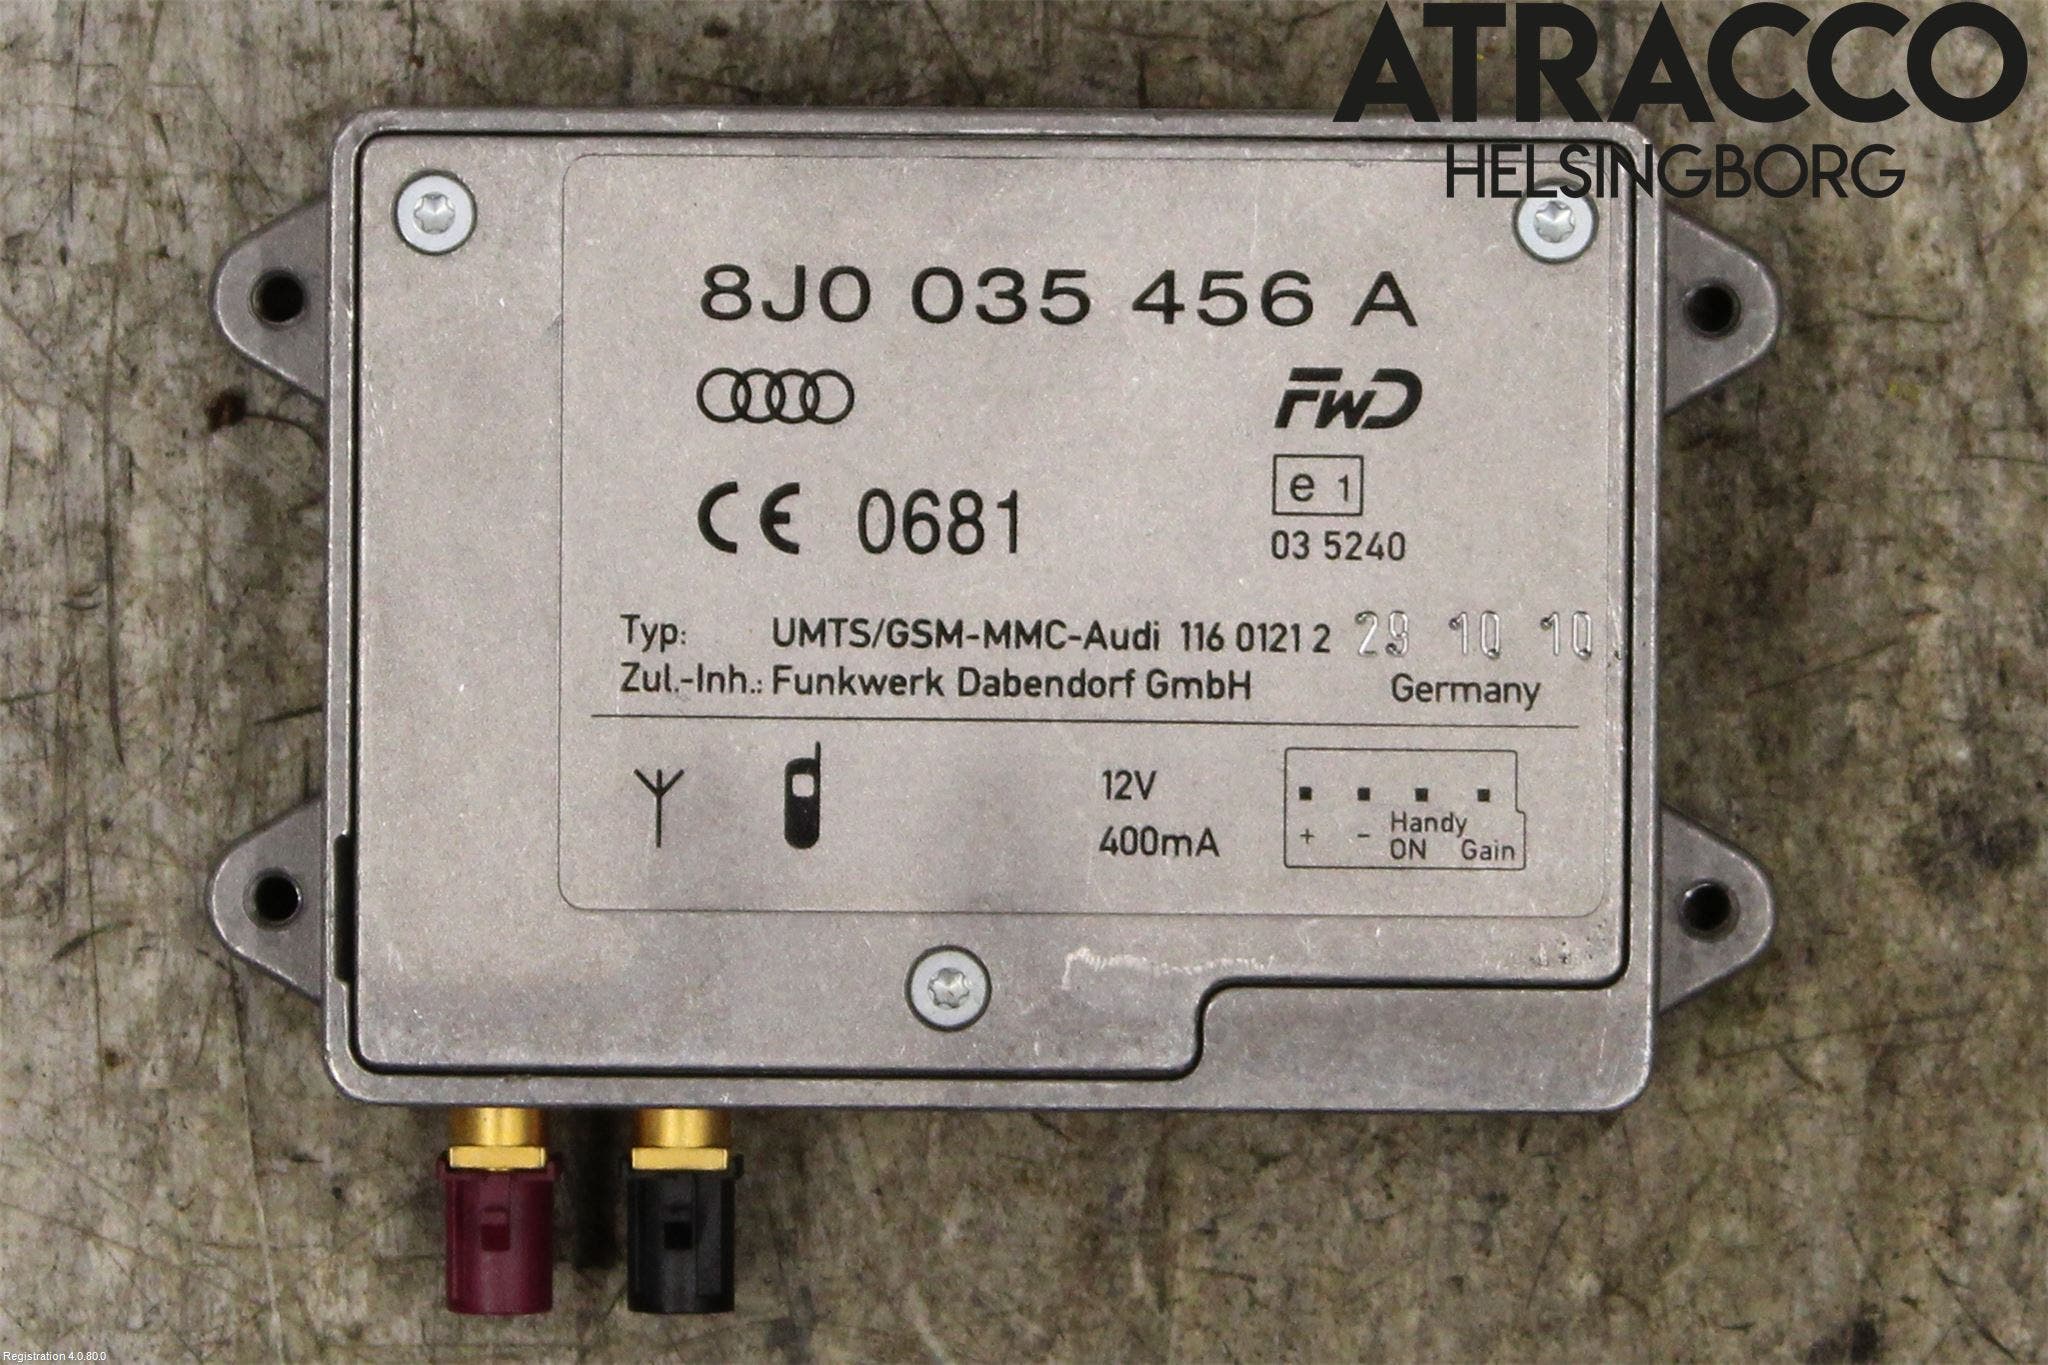 ATRACCO
HELSINGBORG
8J0 035 456 A
FWD
CE 0681
e 1
03 5240
Typ: UMTS/GSM-MMC-Audi 116 0121 2 29 10 10
Zul.-Inh.: Funkwerk Dabendorf GmbH Germany
12V
400mA
+ - Handy ON Gain
Registration 4.0.80.0